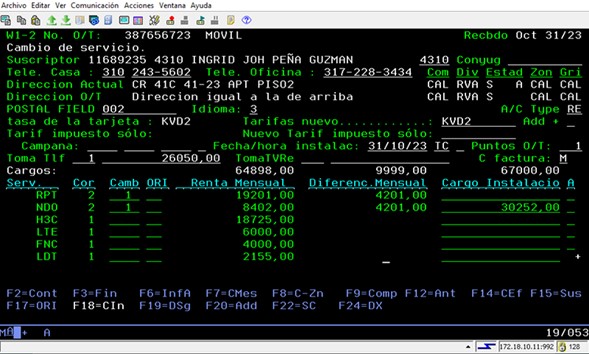 Archivo Editar Ver Comunicación Acciones Ventana Ayuda
W1-2 No. O/T: 387656723 MOVIL Recbdo Oct 31/23
Cambio de servicio.
Suscriptor 11689235 4310 INGRID JOH PEÑA GUZMAN 4310 Conyug
Tele. Casa : 310 243-5602 Tele. Oficina : 317-228-3434 Com Div Estad Zon Gri
Direccion Actual CR 41C 41-23 APT PISO2 CAL RVA S A CAL CAL
Direccion O/T Direccion igual a la de arriba CAL RVA S CAL CAL
POSTAL FIELD 002 Idioma: 3 A/C Type RE
tasa de la tarjeta : KVD2 Tarifas nuevo.............: KVD2 Add + _
Tarif impuesto sólo: Nuevo Tarif impuesto sólo:
Campana: Fecha/hora instalac: 31/10/23 TC _ Puntos O/T: 1
Toma Tlf 1 26050,00 TomaTVRe C factura: M
Cargos: 64898,00 9999,00 67000,00
Serv. Cor Camb ORI Renta Mensual Diferenc.Mensual Cargo Instalacio A
RPT 2 1 19201,00 4201,00
NDO 2 1 8402,00 4201,00 30252,00
H3C 1 18725,00
LTE 1 6000,00
FNC 1 4000,00
LDT 1 2155,00 +
F2=Cont F3=Fin F6=InfA F7=CMes F8=C-Zn F9=Comp F12=Ant F14=CEf F15=Sus
F17=ORI F18=CIn F19=DSg F20=Add F22=SC F24=DX
A 19/053
172.18.10.11:992 128